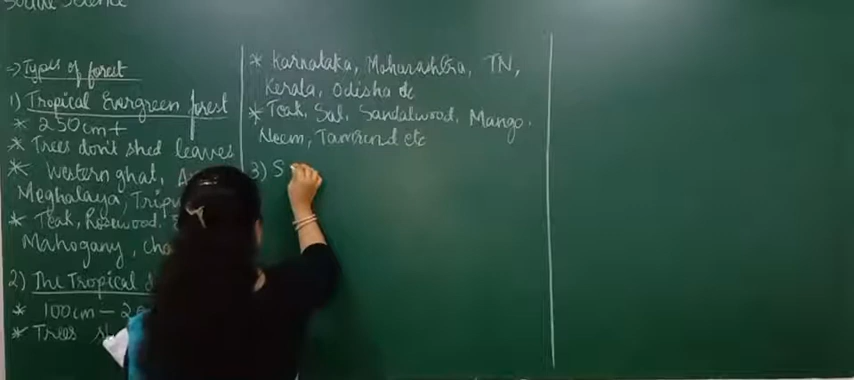 Social Science
=> Types of forest
1) Tropical Evergreen forest
* 250cm+
* Trees don't shed leaves
* Western ghat,
Meghalaya, Tripu
* Teak, Rosewood,
Mahogany,
2) The Tropical d
* 100cm - 2
* Trees sh
* Karnataka, Maharashtra, TN,
Kerala, Odisha etc
* Teak, Sal, Sandalwood, Mango,
Neem, Tamrind etc
3) S